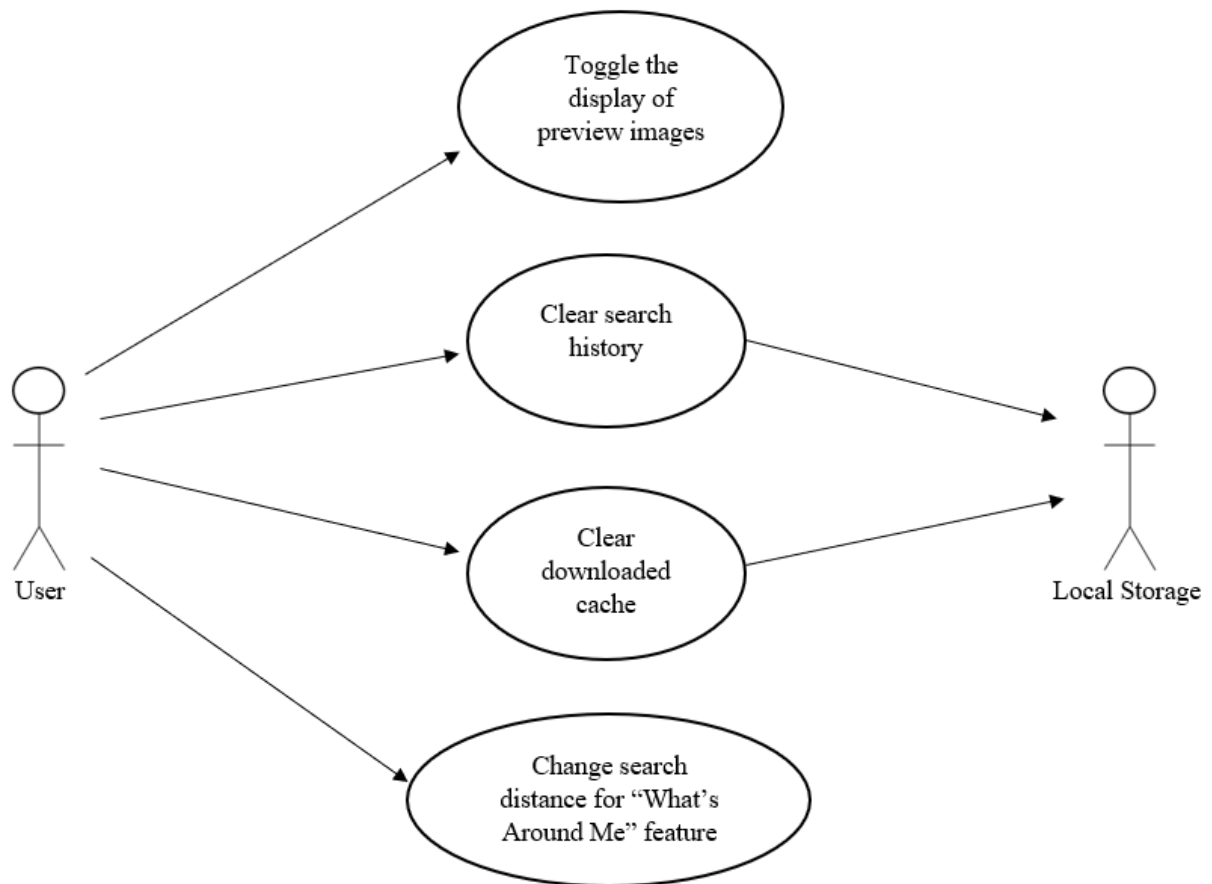 Toggle the
display of
preview images
Clear search
history
User
Local Storage
Clear
downloaded
cache
Change search
distance for “What’s
Around Me” feature